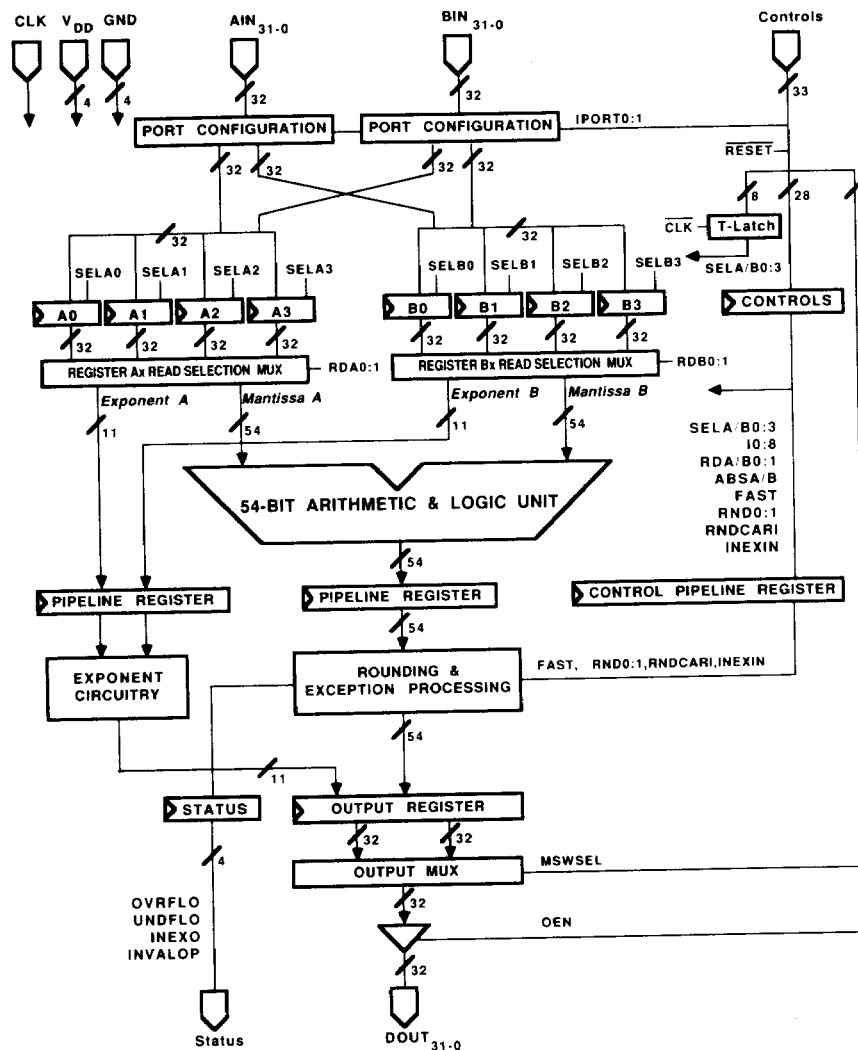 CLK V DD GND AIN 31-0 BIN 31-0 Controls
4 4 32 32 33
PORT CONFIGURATION PORT CONFIGURATION IPORT0:1
RESET
32 32 32 32
8 28
CLK T-Latch
32 32
SELA0 SELA1 SELA2 SELA3 SELB0 SELB1 SELB2 SELB3
SELA/B0:3
A0 A1 A2 A3 B0 B1 B2 B3 CONTROLS
32 32 32 32 32 32 32 32
REGISTER Ax READ SELECTION MUX RDA0:1 REGISTER Bx READ SELECTION MUX RDB0:1
Exponent A Mantissa A Exponent B Mantissa B
11 54 11 54
SELA/B0:3
I0:8
RDA/B0:1
ABSA/B
FAST
RND0:1
RNDCARI
INEXIN
54-BIT ARITHMETIC & LOGIC UNIT
54
PIPELINE REGISTER PIPELINE REGISTER CONTROL PIPELINE REGISTER
54
EXPONENT
CIRCUITRY
ROUNDING &
EXCEPTION PROCESSING
FAST, RND0:1,RNDCARI,INEXIN
54
11
STATUS OUTPUT REGISTER
32 32
4
OUTPUT MUX MSWSEL
32
OVRFLO
UNDFLO
INEXO
INVALOP
OEN
32
Status DOUT 31-0